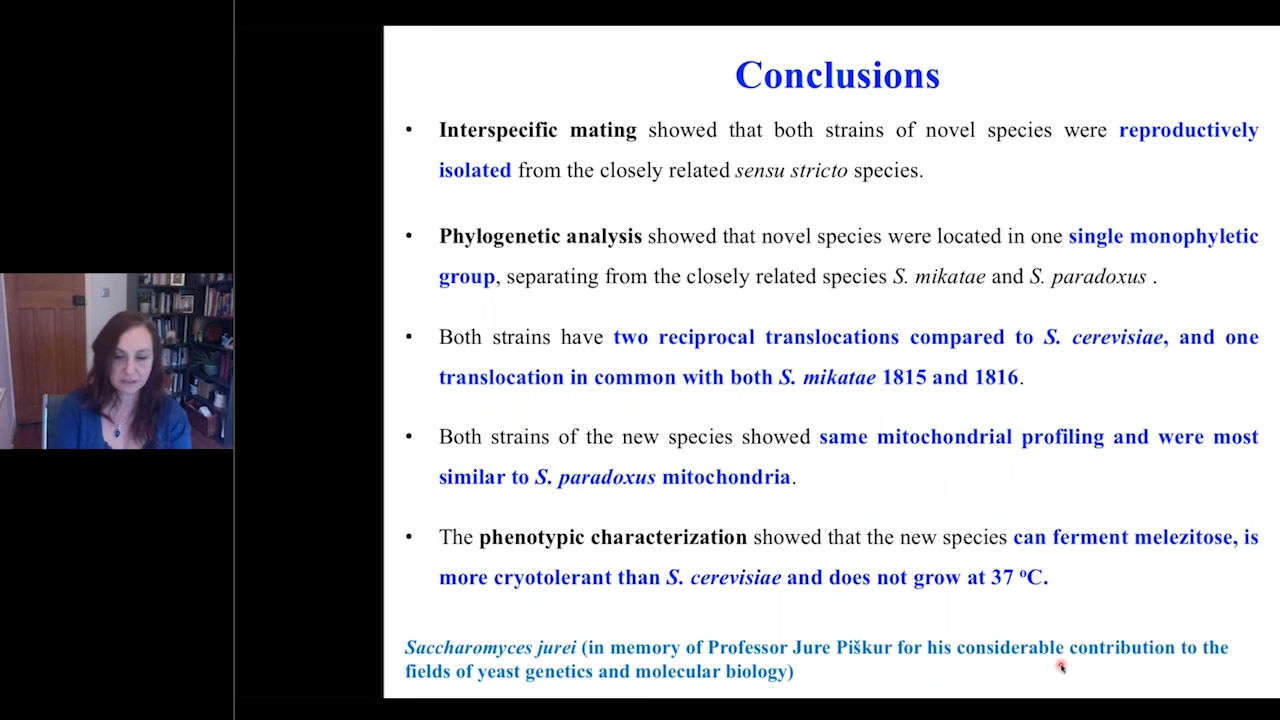 Conclusions
• Interspecific mating showed that both strains of novel species were reproductively
isolated from the closely related sensu stricto species.
• Phylogenetic analysis showed that novel species were located in one single monophyletic
group, separating from the closely related species S. mikatae and S. paradoxus .
• Both strains have two reciprocal translocations compared to S. cerevisiae, and one
translocation in common with both S. mikatae 1815 and 1816.
• Both strains of the new species showed same mitochondrial profiling and were most
similar to S. paradoxus mitochondria.
• The phenotypic characterization showed that the new species can ferment melezitose, is
more cryotolerant than S. cerevisiae and does not grow at 37 ºC.
Saccharomyces jurei (in memory of Professor Jure Piškur for his considerable contribution to the
fields of yeast genetics and molecular biology)